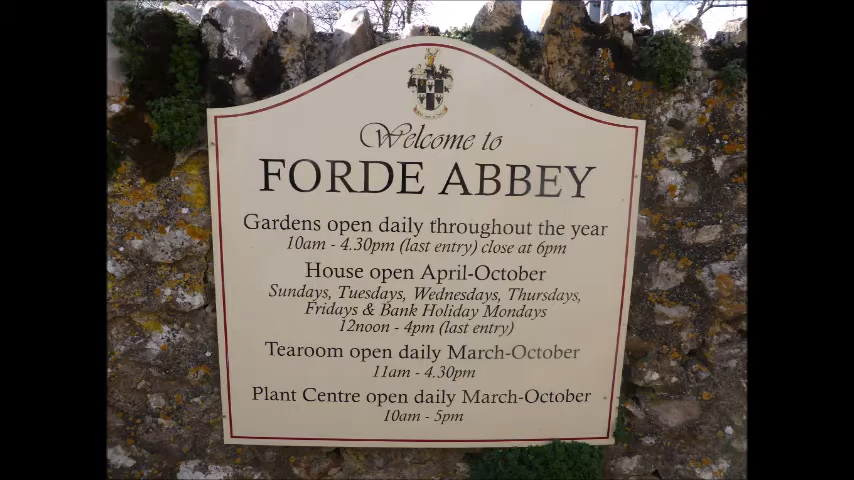 Welcome to
FORDE ABBEY
Gardens open daily throughout the year
10am - 4.30pm (last entry) close at 6pm
House open April-October
Sundays, Tuesdays, Wednesdays, Thursdays,
Fridays & Bank Holiday Mondays
12noon - 4pm (last entry)
Tearoom open daily March-October
11am - 4.30pm
Plant Centre open daily March-October
10am - 5pm